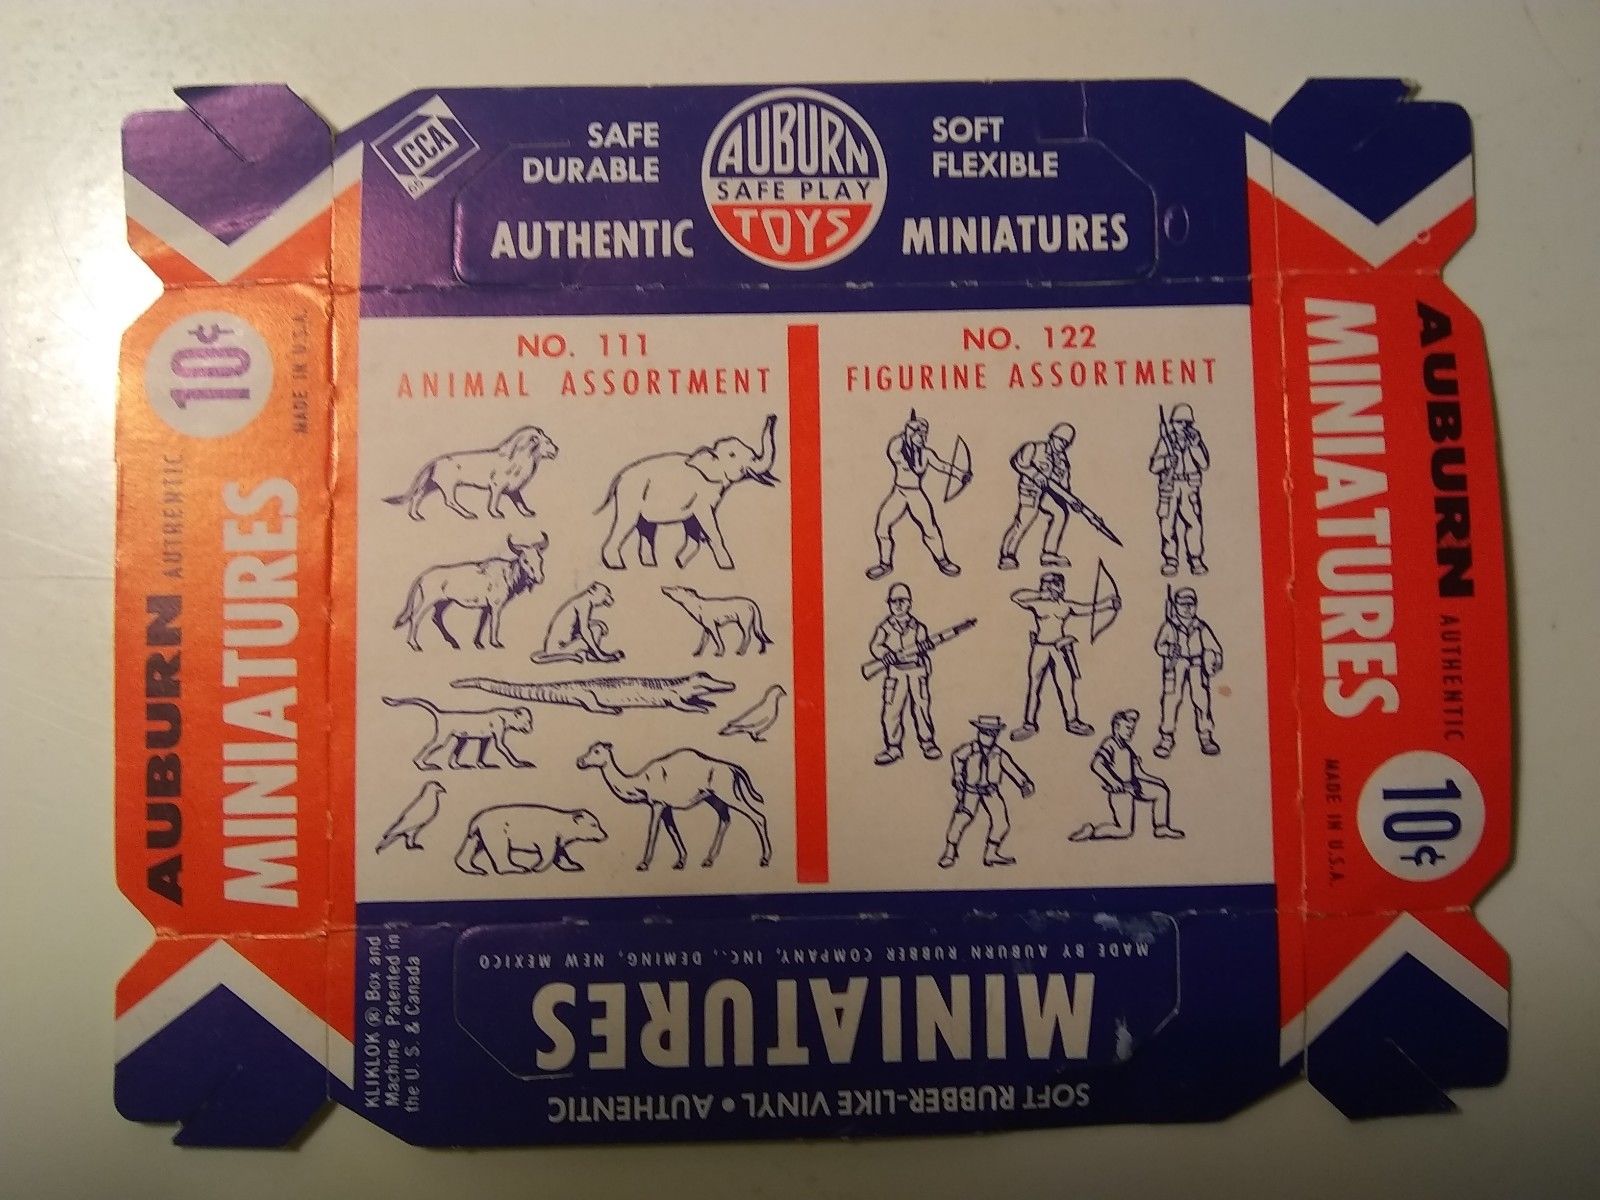 CCA
60
SAFE
DURABLE
AUBURN
SAFE PLAY
TOYS
SOFT
FLEXIBLE
AUTHENTIC
MINIATURES
NO. 111
ANIMAL ASSORTMENT
NO. 122
FIGURINE ASSORTMENT
AUBURN AUTHENTIC
MINIATURES
10¢
MADE IN U.S.A.
AUBURN AUTHENTIC
MINIATURES
10¢
MADE IN U.S.A.
KLIKLOK ® Box and
Machine Patented in
the U. S. & Canada
SOFT RUBBER-LIKE VINYL • AUTHENTIC
MINIATURES
MADE BY AUBURN RUBBER COMPANY, INC., DEMING, NEW MEXICO